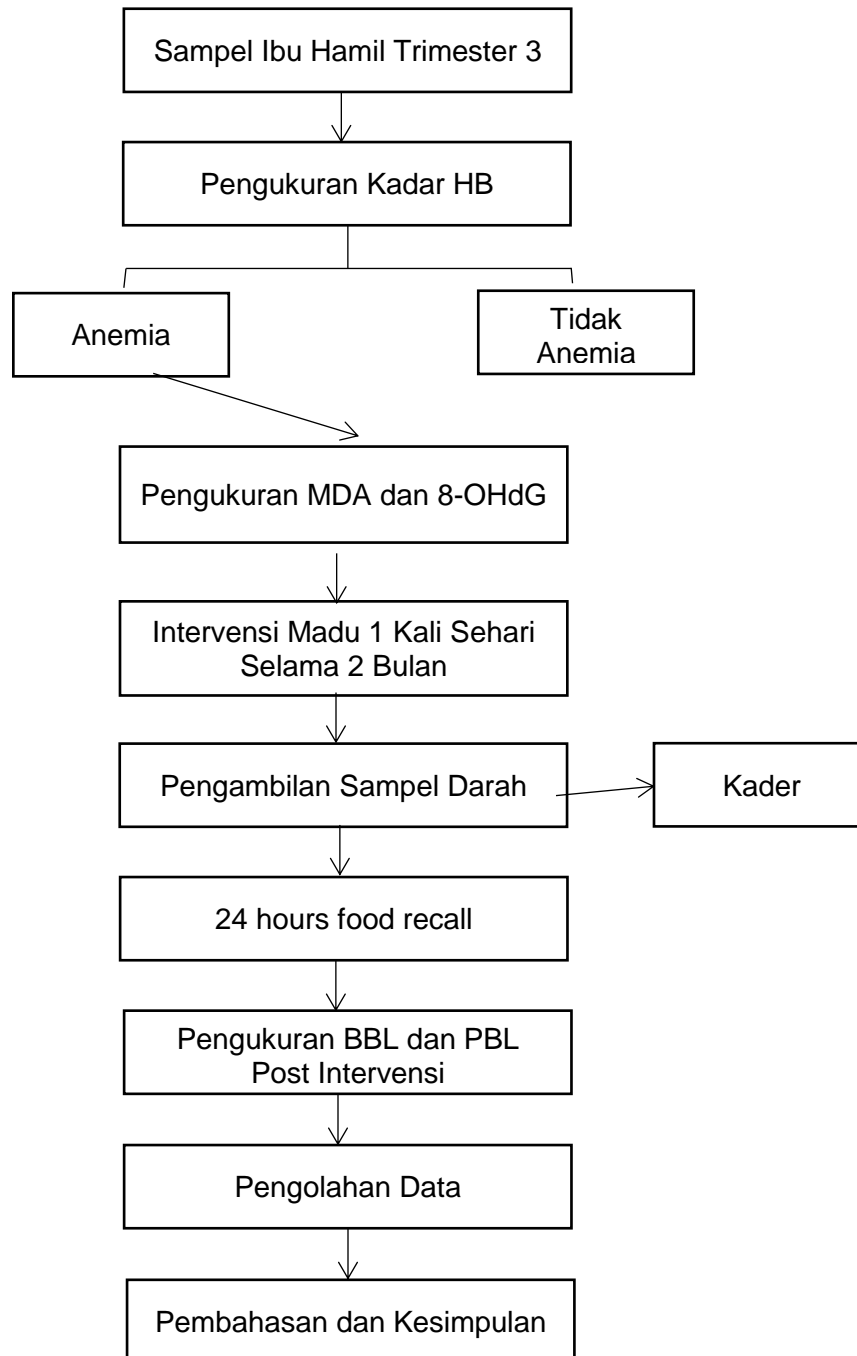 Sampel Ibu Hamil Trimester 3
Pengukuran Kadar HB
Anemia
Tidak
Anemia
Pengukuran MDA dan 8-OHdG
Intervensi Madu 1 Kali Sehari
Selama 2 Bulan
Pengambilan Sampel Darah
Kader
24 hours food recall
Pengukuran BBL dan PBL
Post Intervensi
Pengolahan Data
Pembahasan dan Kesimpulan